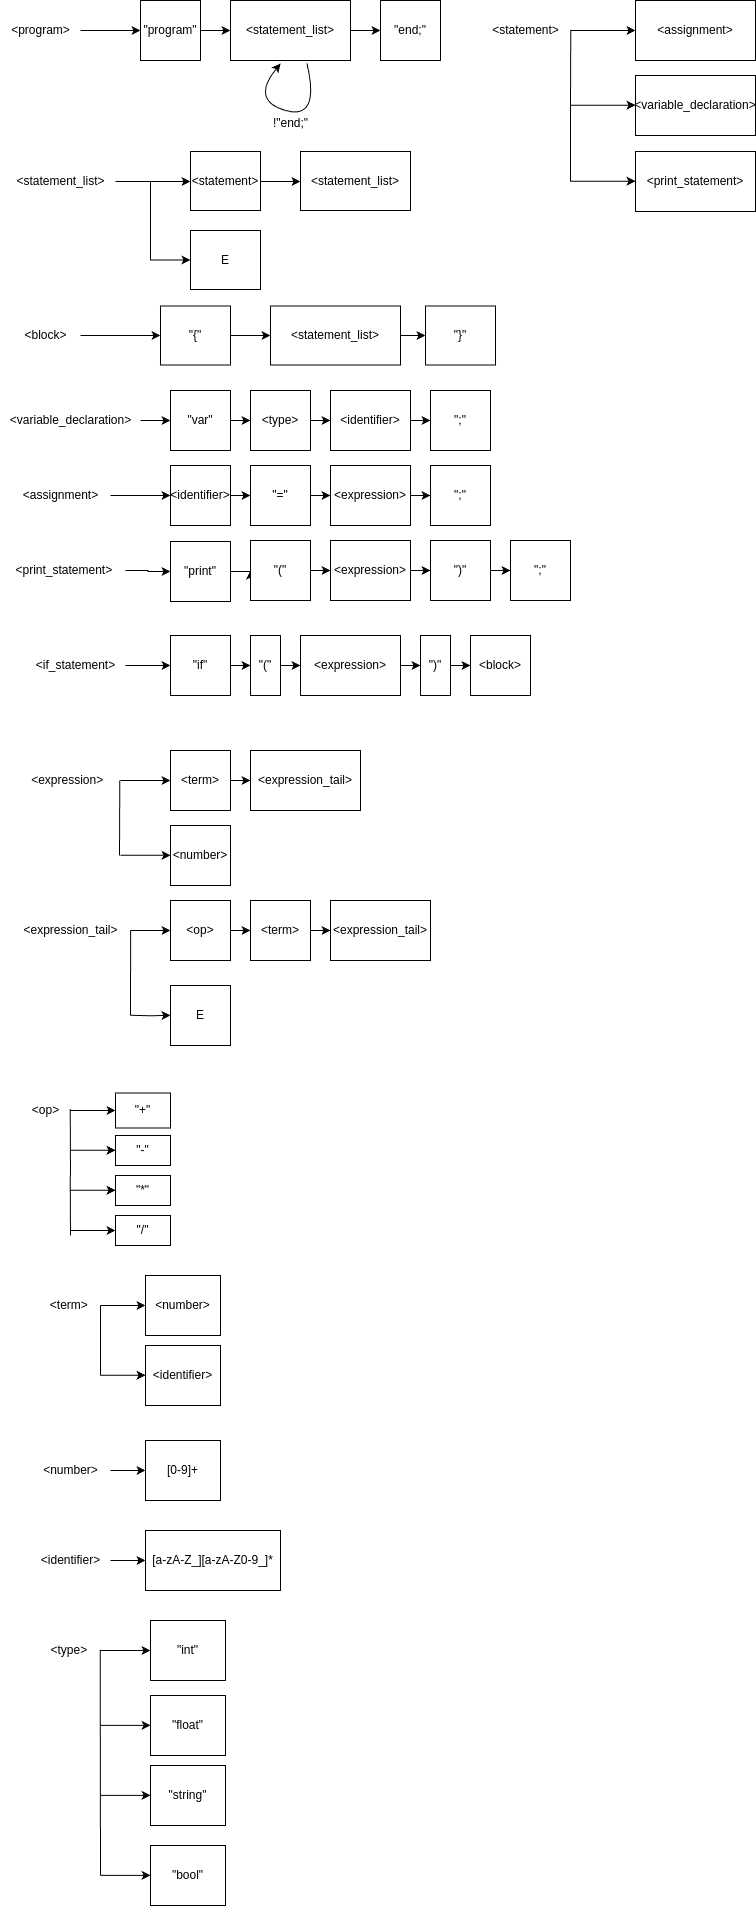 <program> "program" <statement_list> "end;"
!"end;"
<statement> <assignment>
<variable_declaration>
<print_statement>
<statement_list> <statement> <statement_list>
E
<block> "{" <statement_list> "}"
<variable_declaration> "var" <type> <identifier> ";"
<assignment> <identifier> "=" <expression> ";"
<print_statement> "print" "(" <expression> ")" ";"
<if_statement> "if" "(" <expression> ")" <block>
<expression> <term> <expression_tail>
<number>
<expression_tail> <op> <term> <expression_tail>
E
<op> "+"
"-"
"*"
"/"
<term> <number>
<identifier>
<number> [0-9]+
<identifier> [a-zA-Z_][a-zA-Z0-9_]*
<type> "int"
"float"
"string"
"bool"